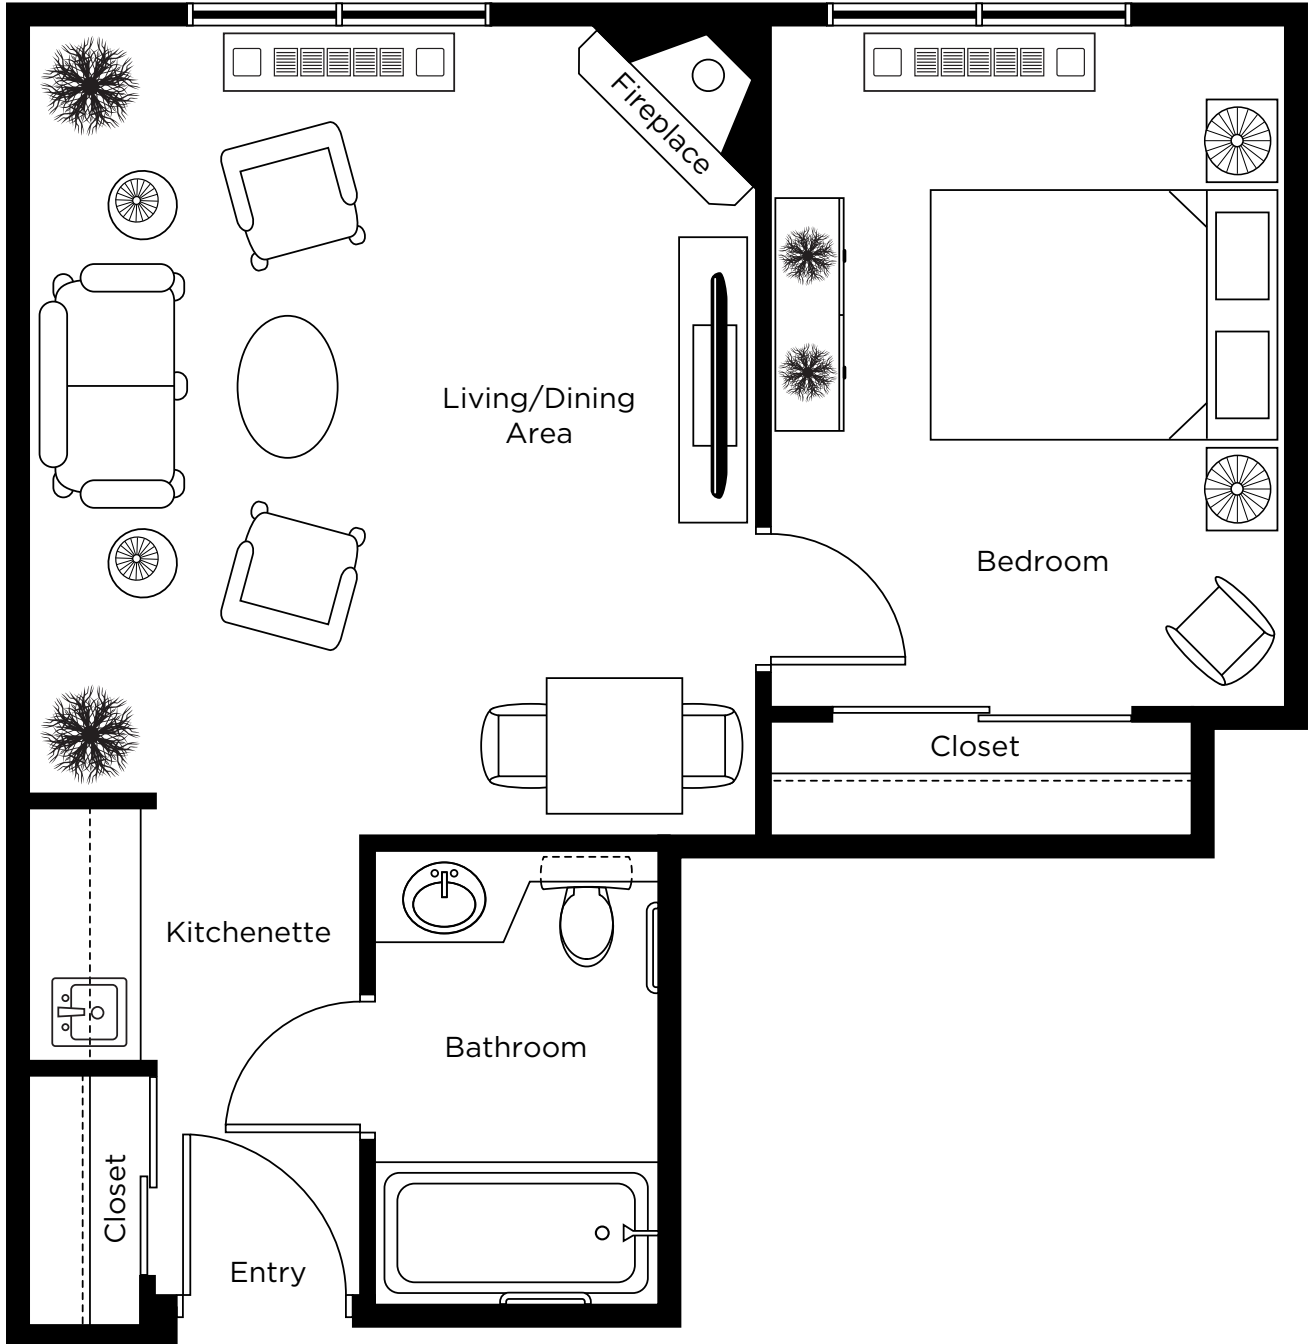 Fireplace
Living/Dining
Area
Bedroom
Closet
Kitchenette
Bathroom
Closet
Entry